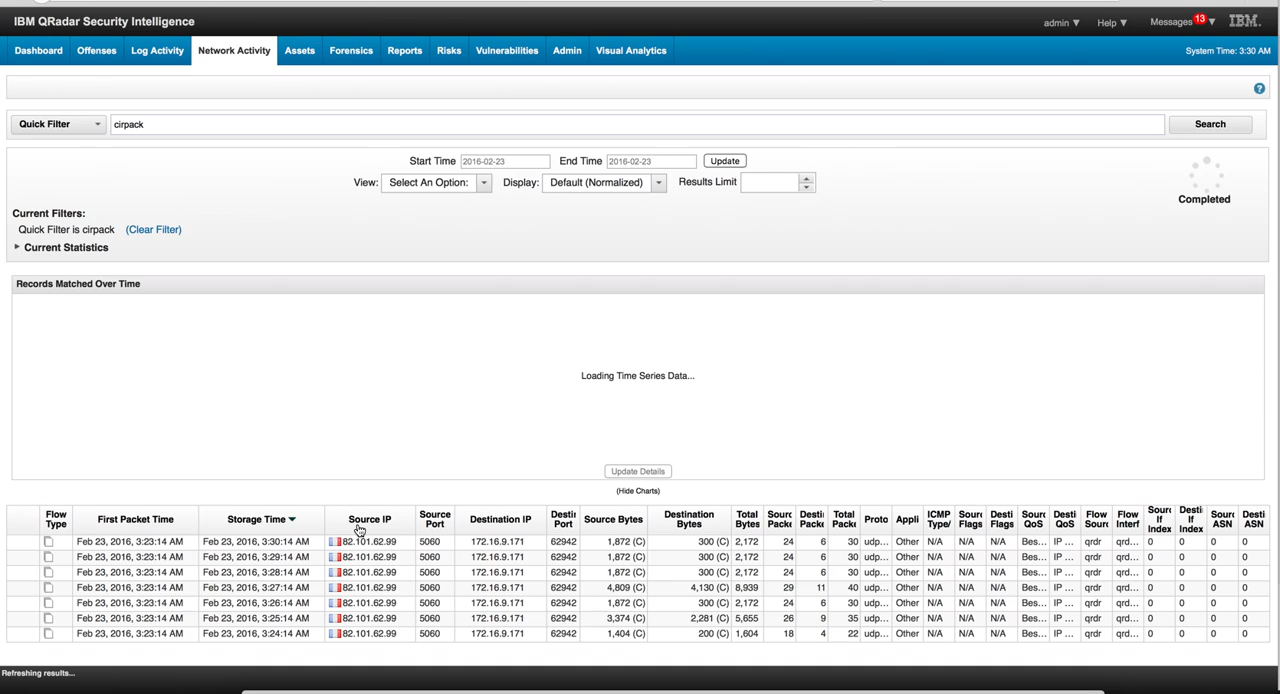 IBM QRadar Security Intelligence
admin ▼ Help ▼ Messages 13 ▼ IBM.
Dashboard Offenses Log Activity Network Activity Assets Forensics Reports Risks Vulnerabilities Admin Visual Analytics System Time: 3:30 AM
?
Quick Filter cirpack Search
Start Time 2016-02-23 End Time 2016-02-23 Update
View: Select An Option: Display: Default (Normalized) Results Limit
Completed
Current Filters:
Quick Filter is cirpack (Clear Filter)
Current Statistics
Records Matched Over Time
Loading Time Series Data...
Update Details
(Hide Charts)
Flow Type First Packet Time Storage Time ▼ Source IP Source Port Destination IP Desti Port Source Bytes Destination Bytes Total Bytes Sourc Packe Desti Packe Total Packe Proto Appli ICMP Type/ Sourc Flags Desti Flags Sourc QoS Desti QoS Flow Sourc Flow Interf Sourc If Index Desti If Index Sourc ASN Desti ASN
Feb 23, 2016, 3:23:14 AM Feb 23, 2016, 3:30:14 AM 82.101.62.99 5060 172.16.9.171 62942 1,872 (C) 300 (C) 2,172 24 6 30 udp... Other N/A N/A N/A Bes... IP ... qrdr qrd... 0 0 0 0
Feb 23, 2016, 3:23:14 AM Feb 23, 2016, 3:29:14 AM 82.101.62.99 5060 172.16.9.171 62942 1,872 (C) 300 (C) 2,172 24 6 30 udp... Other N/A N/A N/A Bes... IP ... qrdr qrd... 0 0 0 0
Feb 23, 2016, 3:23:14 AM Feb 23, 2016, 3:28:14 AM 82.101.62.99 5060 172.16.9.171 62942 1,872 (C) 300 (C) 2,172 24 6 30 udp... Other N/A N/A N/A Bes... IP ... qrdr qrd... 0 0 0 0
Feb 23, 2016, 3:23:14 AM Feb 23, 2016, 3:27:14 AM 82.101.62.99 5060 172.16.9.171 62942 4,809 (C) 4,130 (C) 8,939 29 11 40 udp... Other N/A N/A N/A Bes... IP ... qrdr qrd... 0 0 0 0
Feb 23, 2016, 3:23:14 AM Feb 23, 2016, 3:26:14 AM 82.101.62.99 5060 172.16.9.171 62942 1,872 (C) 300 (C) 2,172 24 6 30 udp... Other N/A N/A N/A Bes... IP ... qrdr qrd... 0 0 0 0
Feb 23, 2016, 3:23:14 AM Feb 23, 2016, 3:25:14 AM 82.101.62.99 5060 172.16.9.171 62942 3,374 (C) 2,281 (C) 5,655 26 9 35 udp... Other N/A N/A N/A Bes... IP ... qrdr qrd... 0 0 0 0
Feb 23, 2016, 3:23:14 AM Feb 23, 2016, 3:24:14 AM 82.101.62.99 5060 172.16.9.171 62942 1,404 (C) 200 (C) 1,604 18 4 22 udp... Other N/A N/A N/A Bes... IP ... qrdr qrd... 0 0 0 0
Refreshing results...